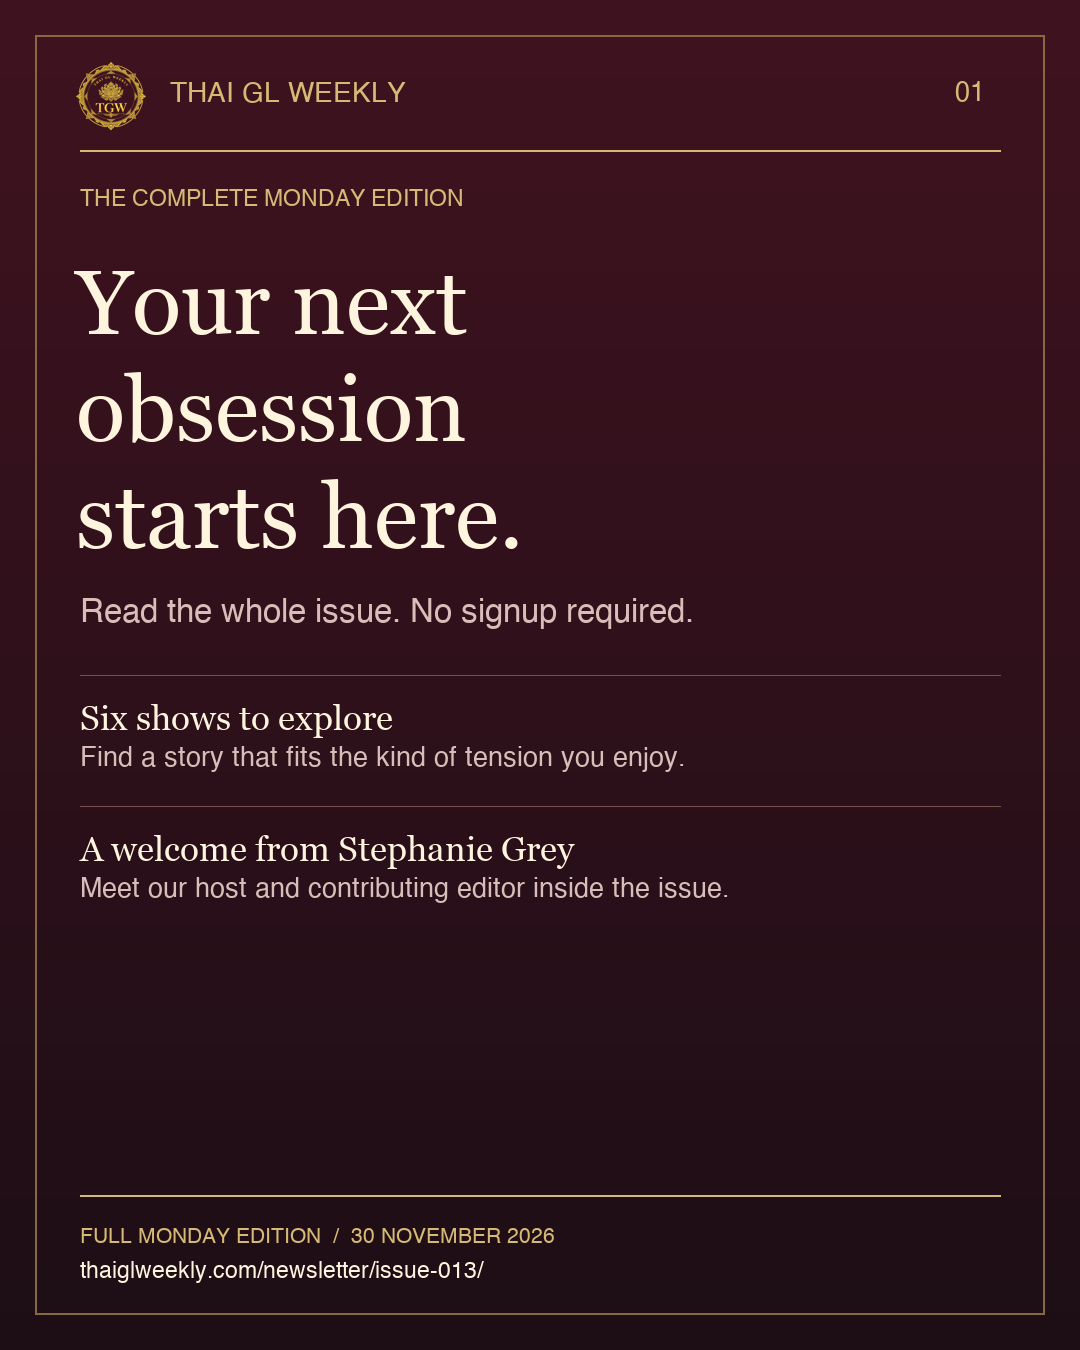 TGW
THAI GL WEEKLY
01
THE COMPLETE MONDAY EDITION
Your next
obsession
starts here.
Read the whole issue. No signup required.
Six shows to explore
Find a story that fits the kind of tension you enjoy.
A welcome from Stephanie Grey
Meet our host and contributing editor inside the issue.
FULL MONDAY EDITION / 30 NOVEMBER 2026
thaiglweekly.com/newsletter/issue-013/